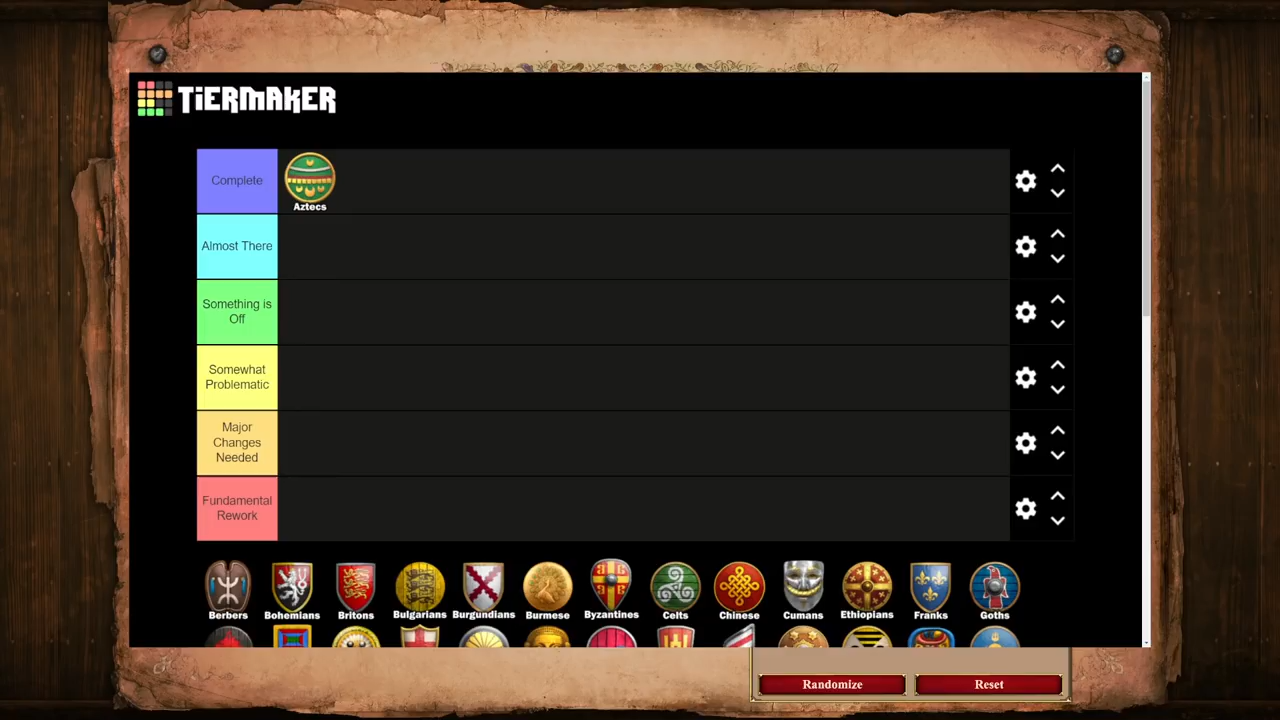 TiERMAKER
Complete
Aztecs
Almost There
Something is
Off
Somewhat
Problematic
Major
Changes
Needed
Fundamental
Rework
Berbers Bohemians Britons Bulgarians Burgundians Burmese Byzantines Celts Chinese Cumans Ethiopians Franks Goths
Randomize Reset